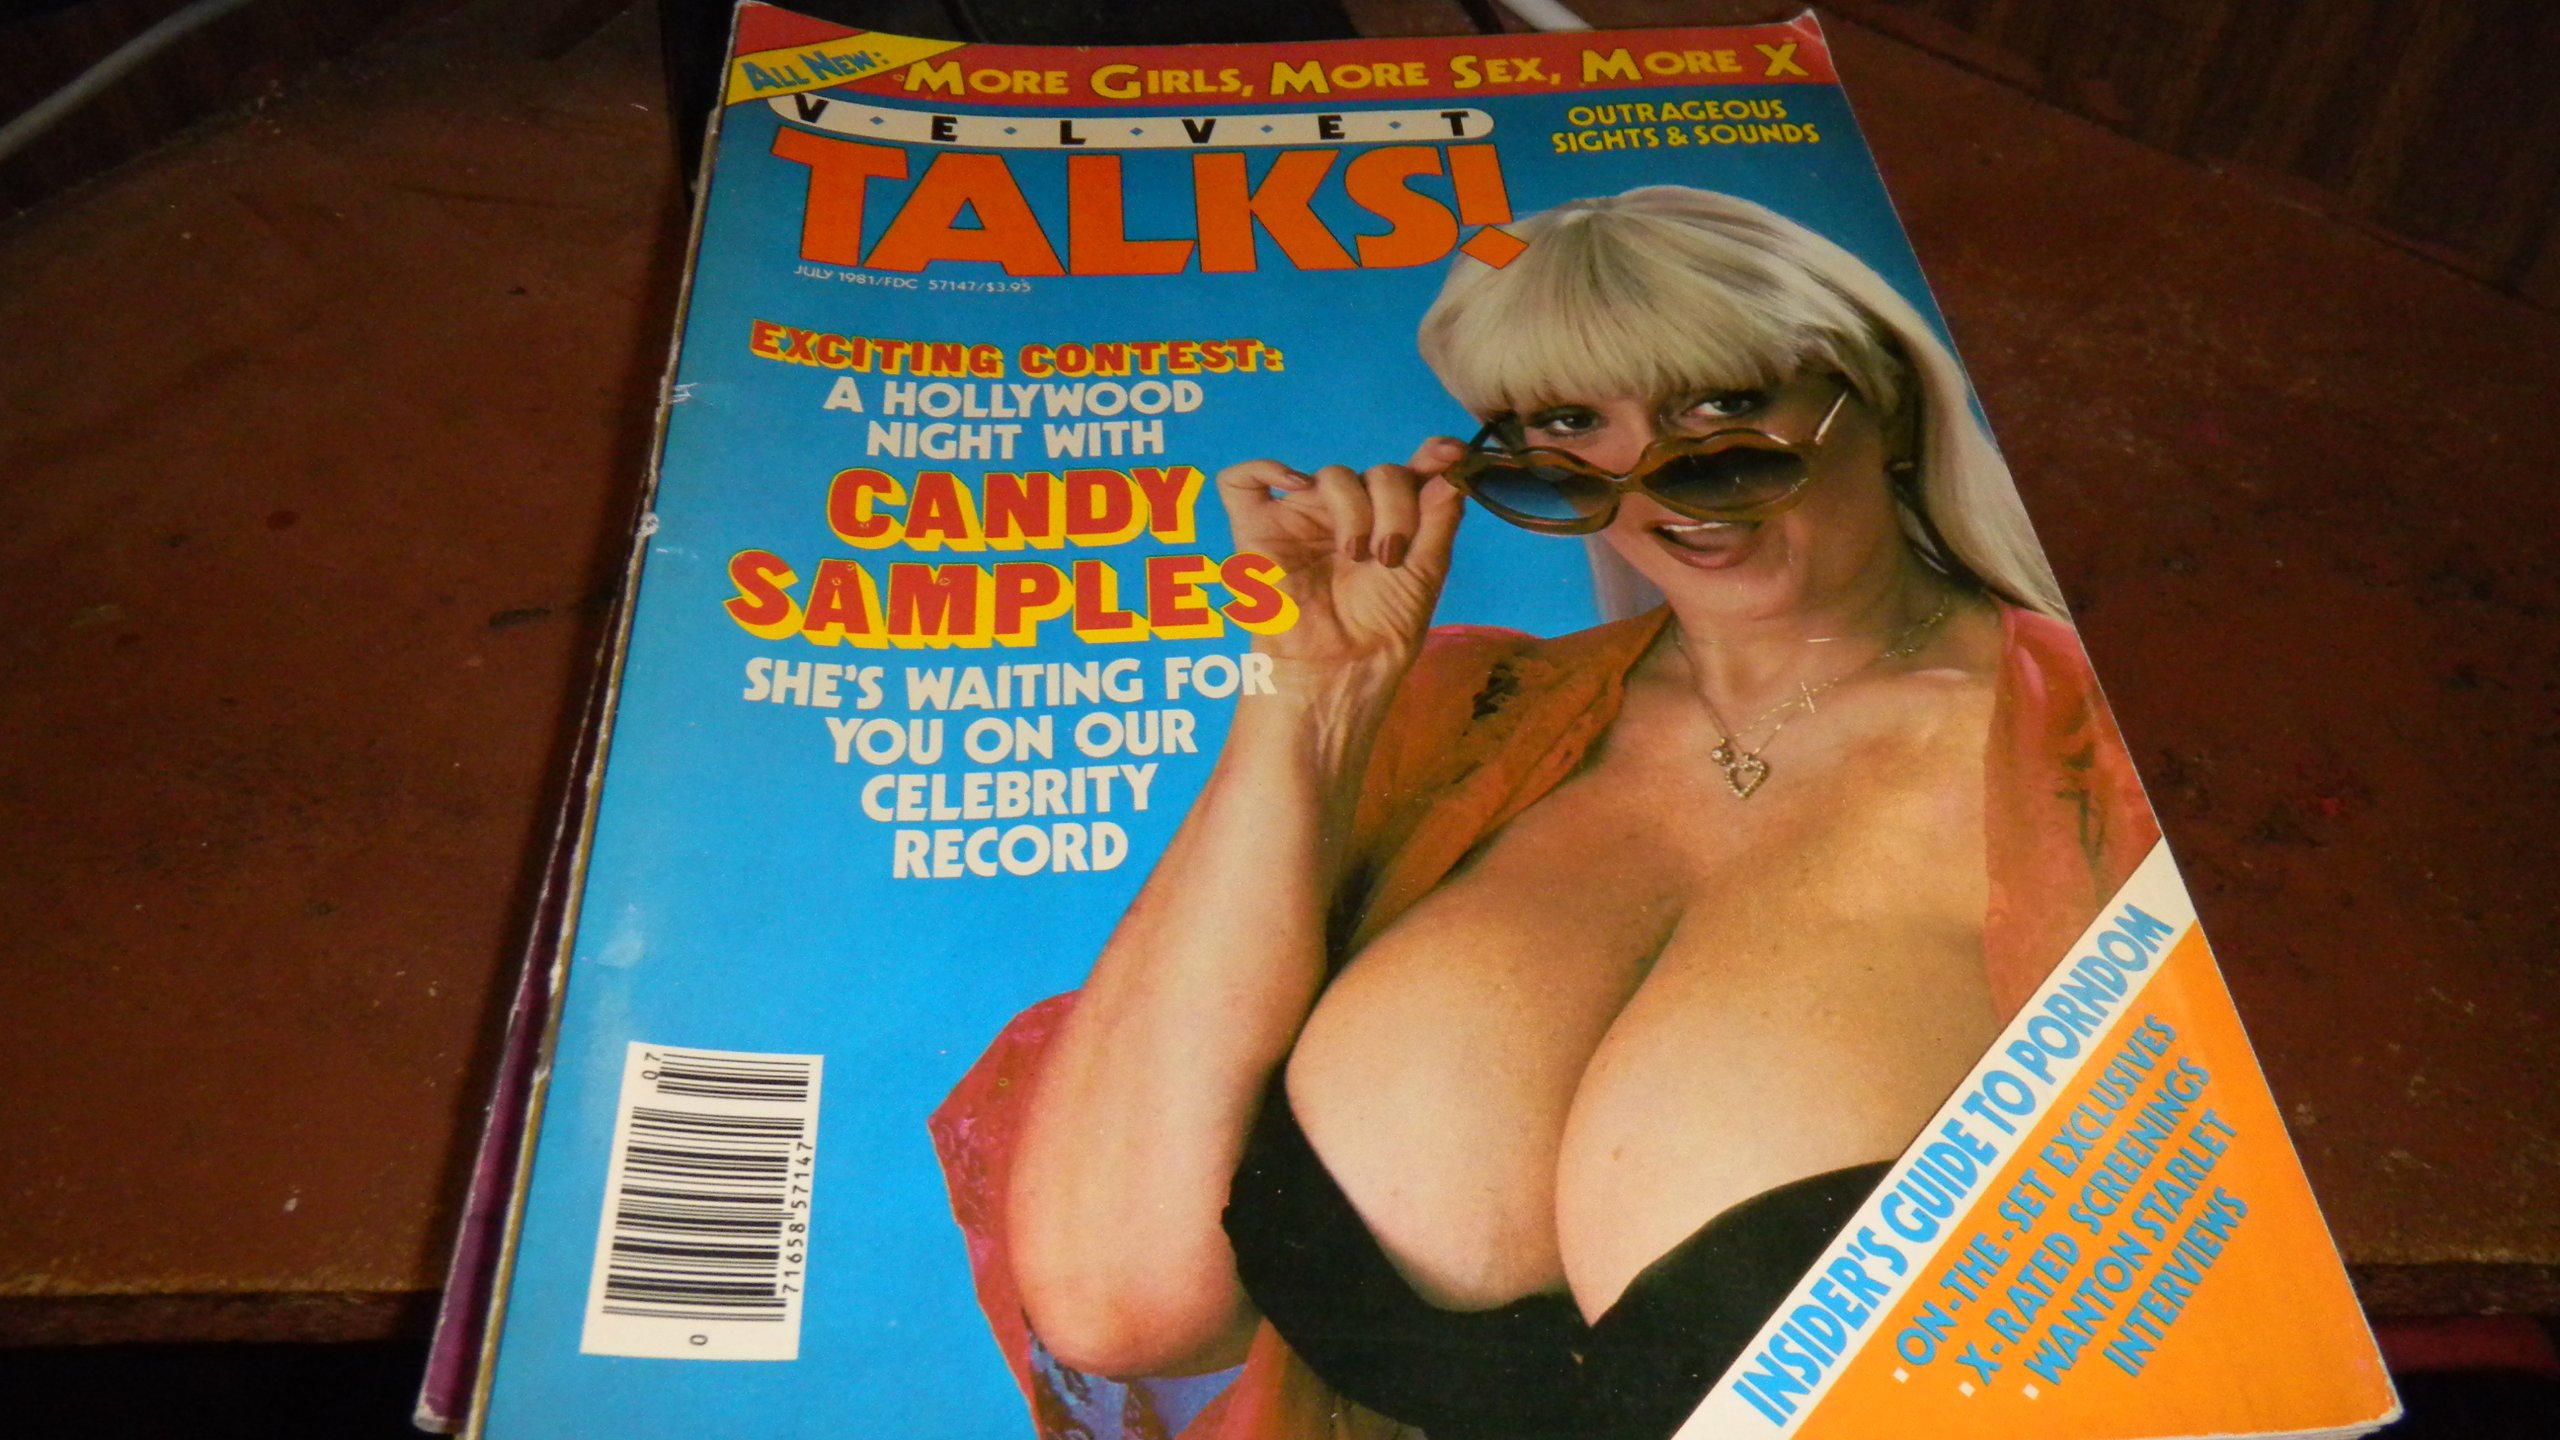 ALL NEW:
MORE GIRLS, MORE SEX, MORE X
V·E·L·V·E·T
TALKS!
OUTRAGEOUS
SIGHTS & SOUNDS
JULY 1981/FDC 57147/$3.95
EXCITING CONTEST:
A HOLLYWOOD
NIGHT WITH
CANDY
SAMPLES
SHE'S WAITING FOR
YOU ON OUR
CELEBRITY
RECORD
INSIDER'S GUIDE TO PORNDOM
·ON-THE-SET EXCLUSIVES
·X-RATED SCREENINGS
·WANTON STARLET
INTERVIEWS
07
0
71658 57147